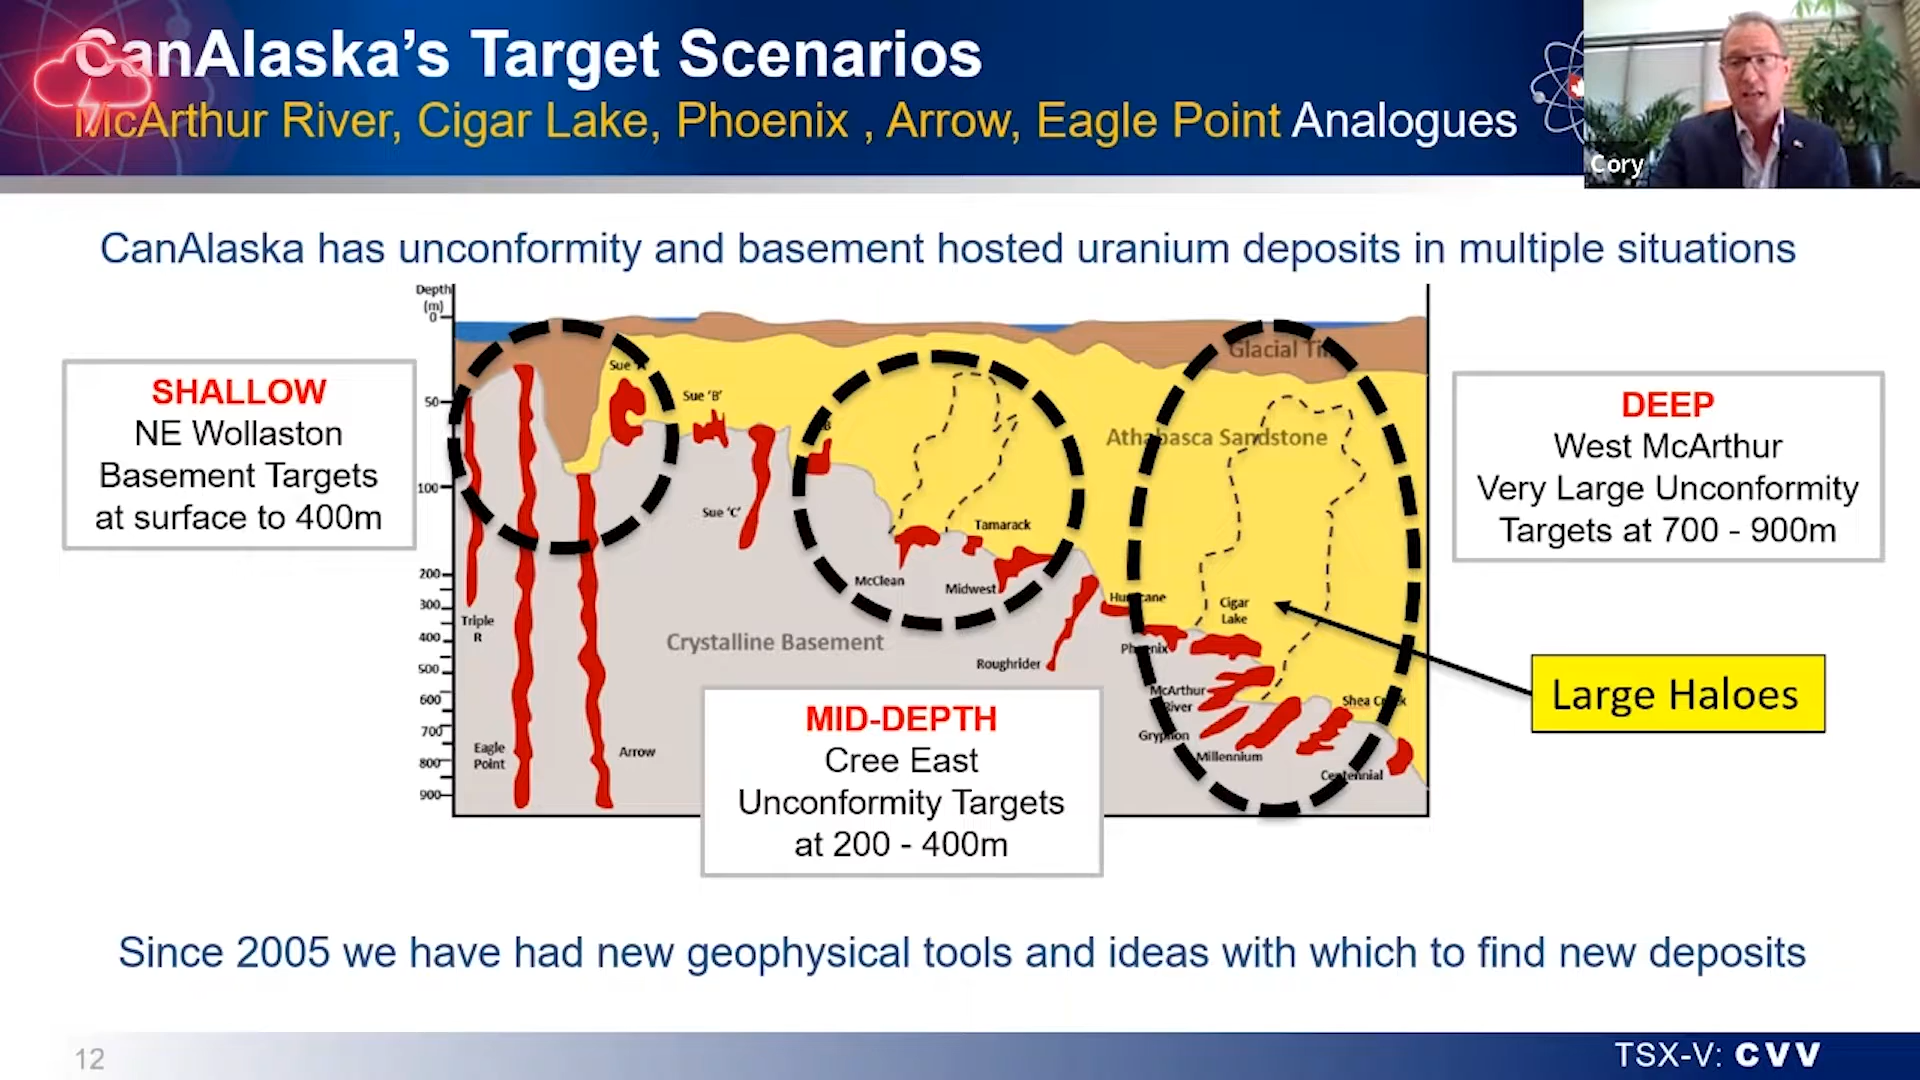 CanAlaska's Target Scenarios
McArthur River, Cigar Lake, Phoenix , Arrow, Eagle Point Analogues
Cory
CanAlaska has unconformity and basement hosted uranium deposits in multiple situations
Depth
(m)
0
50
100
200
300
400
500
600
700
800
900
SHALLOW
NE Wollaston
Basement Targets
at surface to 400m
Sue
Sue 'B'
Sue 'C'
Triple
R
Eagle
Point
Arrow
Crystalline Basement
McClean
Tamarack
Midwest
Roughrider
MID-DEPTH
Cree East
Unconformity Targets
at 200 - 400m
Glacial
Athabasca Sandstone
Hurricane
Cigar
Lake
Phoenix
McArthur
River
Gryphon
Millennium
Shea Creek
Centennial
DEEP
West McArthur
Very Large Unconformity
Targets at 700 - 900m
Large Haloes
Since 2005 we have had new geophysical tools and ideas with which to find new deposits
12
TSX-V: CVV